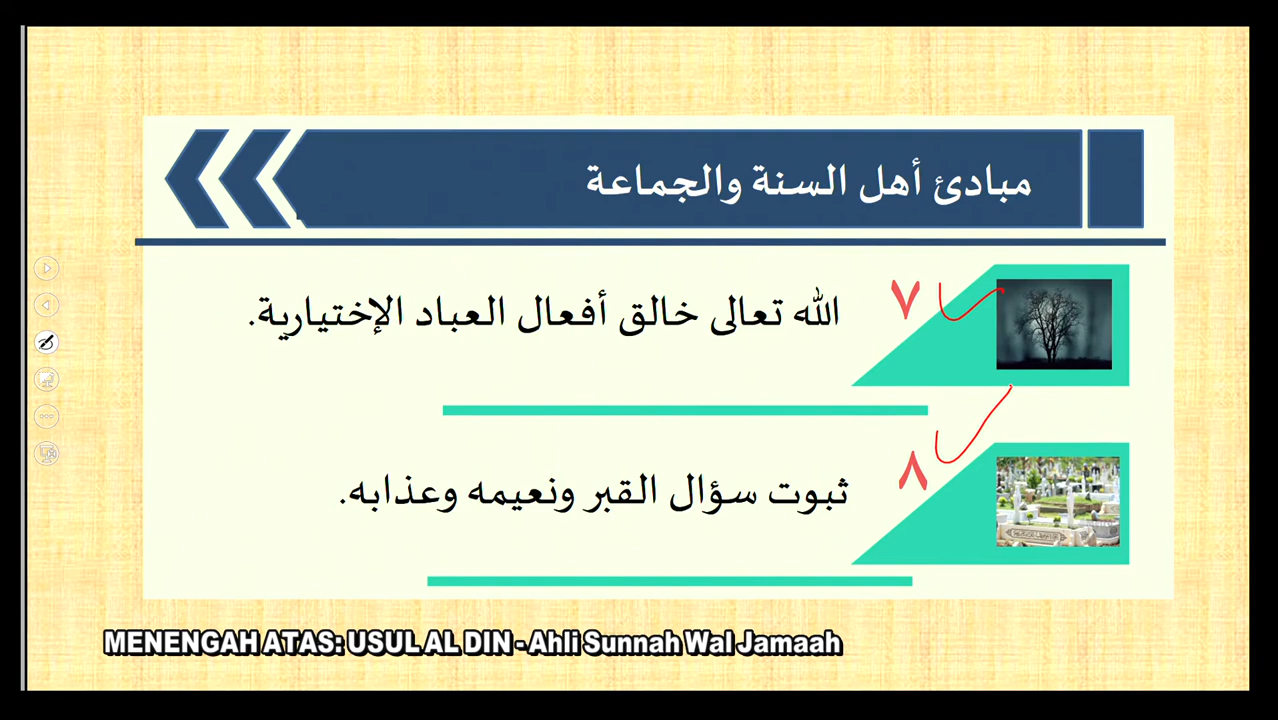 مبادئ أهل السنة والجماعة
٧
الله تعالى خالق أفعال العباد الإختيارية.
٨
ثبوت سؤال القبر ونعيمه وعذابه.
MENENGAH ATAS: USUL AL DIN - Ahli Sunnah Wal Jamaah